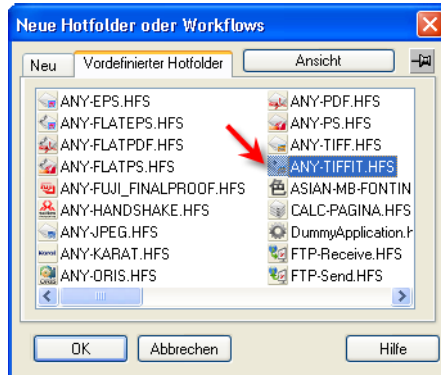 Neue Hotfolder oder Workflows
Neu
Vordefinierter Hotfolder
Ansicht
ANY-EPS.HFS
ANY-FLATEPS.HFS
ANY-FLATPDF.HFS
ANY-FLATPS.HFS
ANY-FUJI_FINALPROOF.HFS
ANY-HANDSHAKE.HFS
ANY-JPEG.HFS
ANY-KARAT.HFS
ANY-ORIS.HFS
ANY-PDF.HFS
ANY-PS.HFS
ANY-TIFF.HFS
ANY-TIFFIT.HFS
ASIAN-MB-FONTIN
CALC-PAGINA.HFS
DummyApplication.h
FTP-Receive.HFS
FTP-Send.HFS
OK
Abbrechen
Hilfe